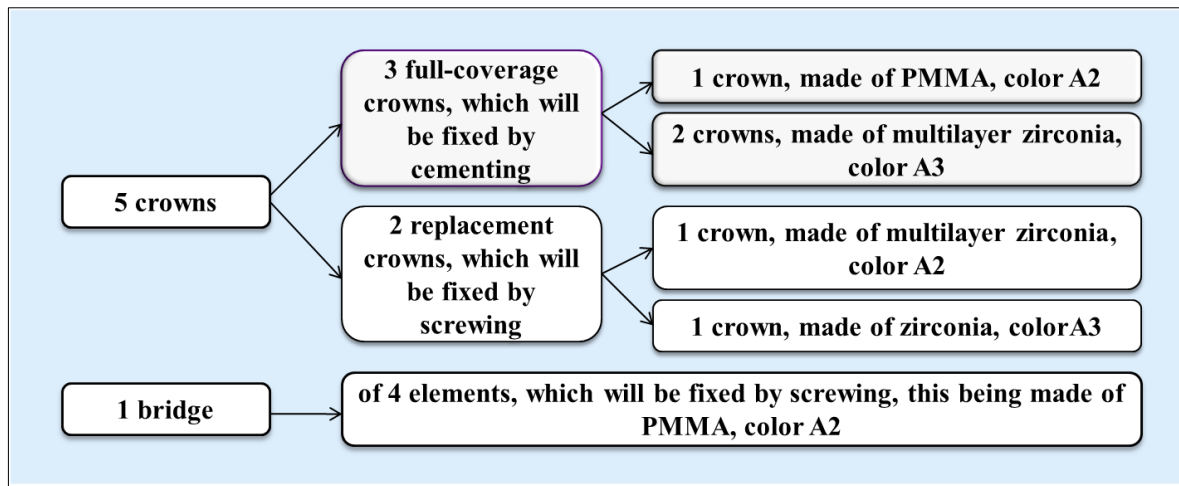 5 crowns
3 full-coverage
crowns, which will
be fixed by
cementing
1 crown, made of PMMA, color A2
2 crowns, made of multilayer zirconia,
color A3
2 replacement
crowns, which will
be fixed by
screwing
1 crown, made of multilayer zirconia,
color A2
1 crown, made of zirconia, colorA3
1 bridge
of 4 elements, which will be fixed by screwing, this being made of
PMMA, color A2